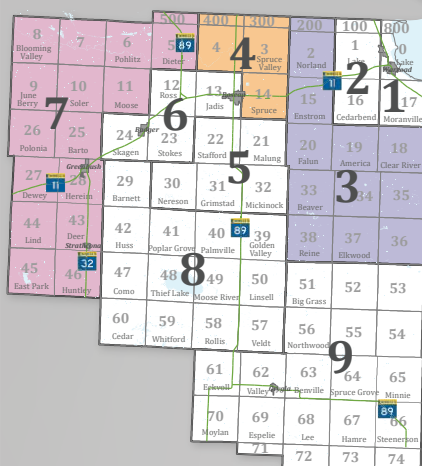 500 400 300 200 100 800
8 Blooming Valley
7
6 Poblitz
5 Dieter
89
4
4
3 Spruce Valley
2 Norland
1 Lake
0 Lake
9 June Berry
10 Soler
11 Moose
12 Ross
13 Jadis
14 Spruce
15 Enstrom
11
16 Cedarbend
17 Moranville
2
1
7
6
26 Polonia
25 Barto
24 Skagen
Badger
23 Stokes
22 Stafford
21 Malung
20 Falun
19 America
18 Clear River
5
3
27 Dewey
11
28 Hereim
Greenbush
29 Barnett
30 Nereson
31 Grimstad
32 Micknock
33 Beaver
34
35
44 Lind
43 Deer
Strathcona
42 Huss
41 Poplar Grove
40 Palmville
89
39 Golden Valley
38 Reine
37 Elkwood
36
8
45 East Park
46 Huntley
32
47 Como
48 Thief Lake
49 Moose River
50 Linsell
51 Big Grass
52
53
60 Cedar
59 Whitford
58 Rollis
57 Veldt
56 Northwood
55
54
9
61 Eckvoll
62 Valley
63 Benville
64 Spruce Grove
65 Minnie
70 Moylan
69 Espelie
68 Lee
67 Hamre
89
66 Steenerson
71
72
73
74